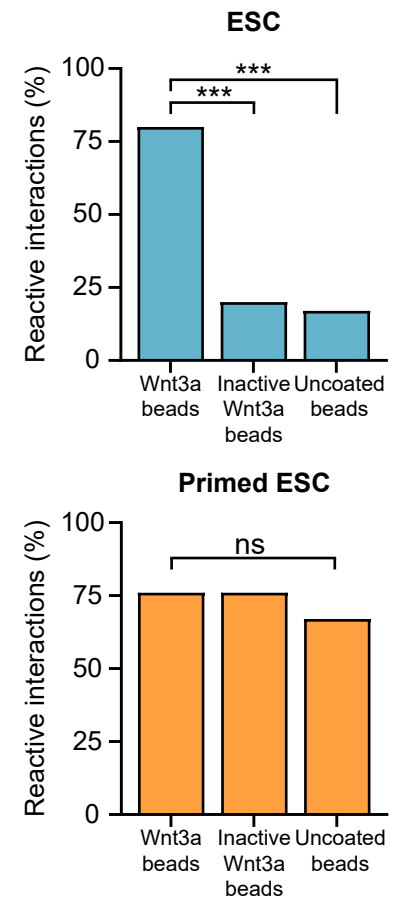 ESC
Reactive interactions (%)
100
75
50
25
0
***
***
Wnt3a
beads
Inactive
Wnt3a
beads
Uncoated
beads
Primed ESC
Reactive interactions (%)
100
75
50
25
0
ns
Wnt3a
beads
Inactive
Wnt3a
beads
Uncoated
beads